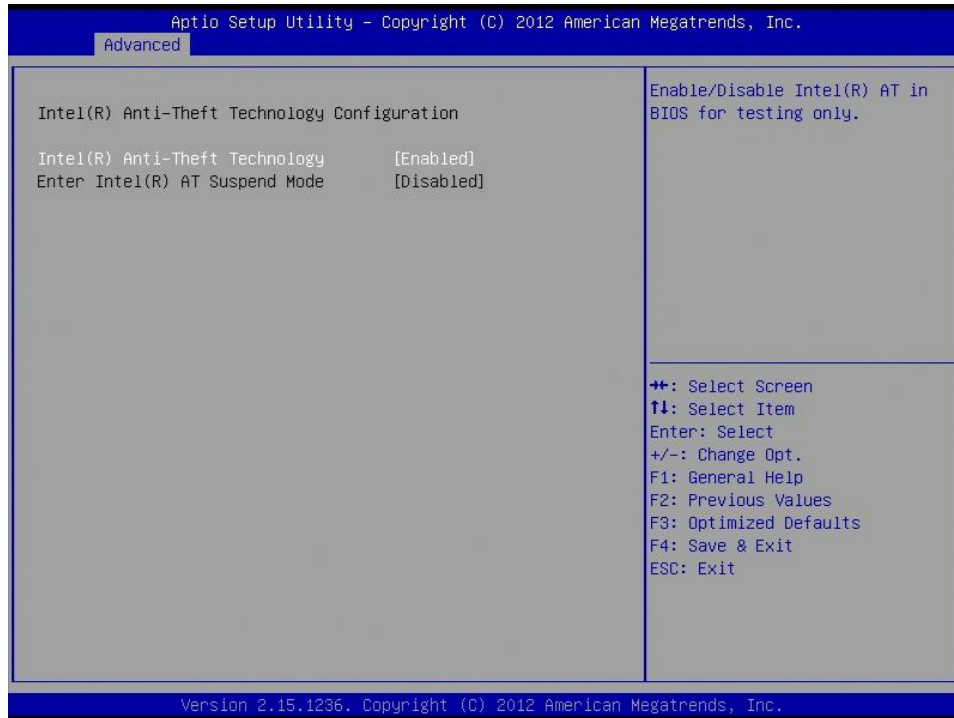 Aptio Setup Utility – Copyright (C) 2012 American Megatrends, Inc.
Advanced
Intel(R) Anti-Theft Technology Configuration
Intel(R) Anti-Theft Technology [Enabled]
Enter Intel(R) AT Suspend Mode [Disabled]
Enable/Disable Intel(R) AT in
BIOS for testing only.
→←: Select Screen
↑↓: Select Item
Enter: Select
+/-: Change Opt.
F1: General Help
F2: Previous Values
F3: Optimized Defaults
F4: Save & Exit
ESC: Exit
Version 2.15.1236. Copyright (C) 2012 American Megatrends, Inc.